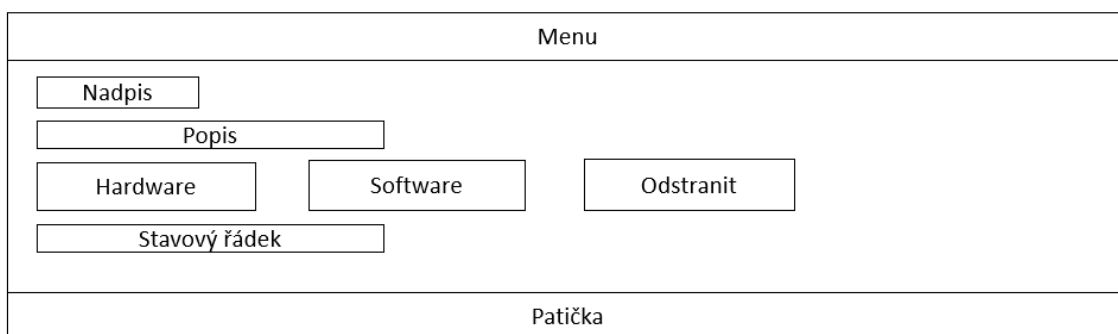 Menu
Nadpis
Popis
Hardware
Software
Odstranit
Stavový řádek
Patička